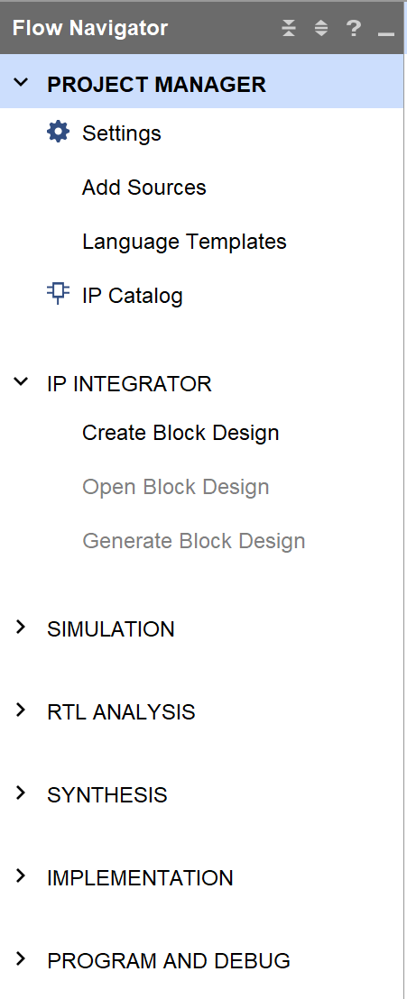 Flow Navigator ?
PROJECT MANAGER
Settings
Add Sources
Language Templates
IP Catalog
IP INTEGRATOR
Create Block Design
Open Block Design
Generate Block Design
SIMULATION
RTL ANALYSIS
SYNTHESIS
IMPLEMENTATION
PROGRAM AND DEBUG